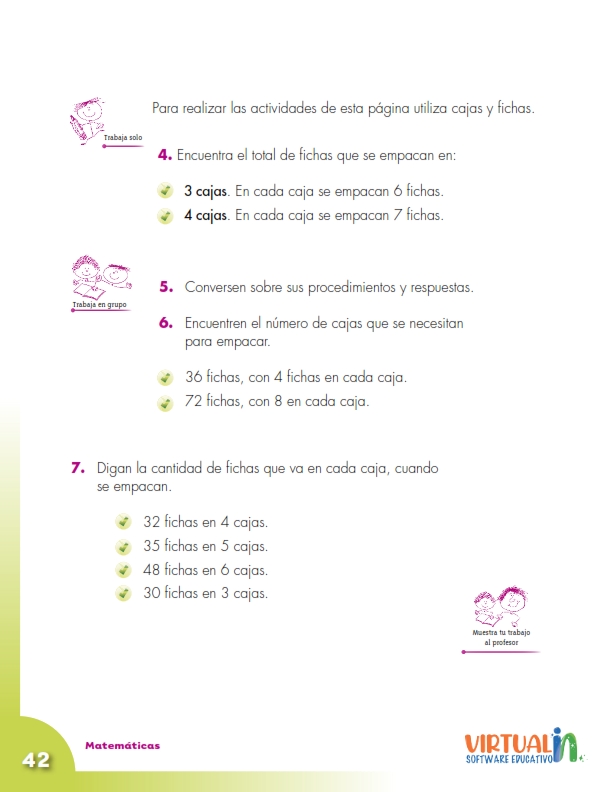 Para realizar las actividades de esta página utiliza cajas y fichas.
Trabaja solo
4. Encuentra el total de fichas que se empacan en:
3 cajas. En cada caja se empacan 6 fichas.
4 cajas. En cada caja se empacan 7 fichas.
Trabaja en grupo
5. Conversen sobre sus procedimientos y respuestas.
6. Encuentren el número de cajas que se necesitan
para empacar.
36 fichas, con 4 fichas en cada caja.
72 fichas, con 8 en cada caja.
7. Digan la cantidad de fichas que va en cada caja, cuando
se empacan.
32 fichas en 4 cajas.
35 fichas en 5 cajas.
48 fichas en 6 cajas.
30 fichas en 3 cajas.
Muestra tu trabajo
al profesor
42
Matemáticas
VIRTUALin
SOFTWARE EDUCATIVO